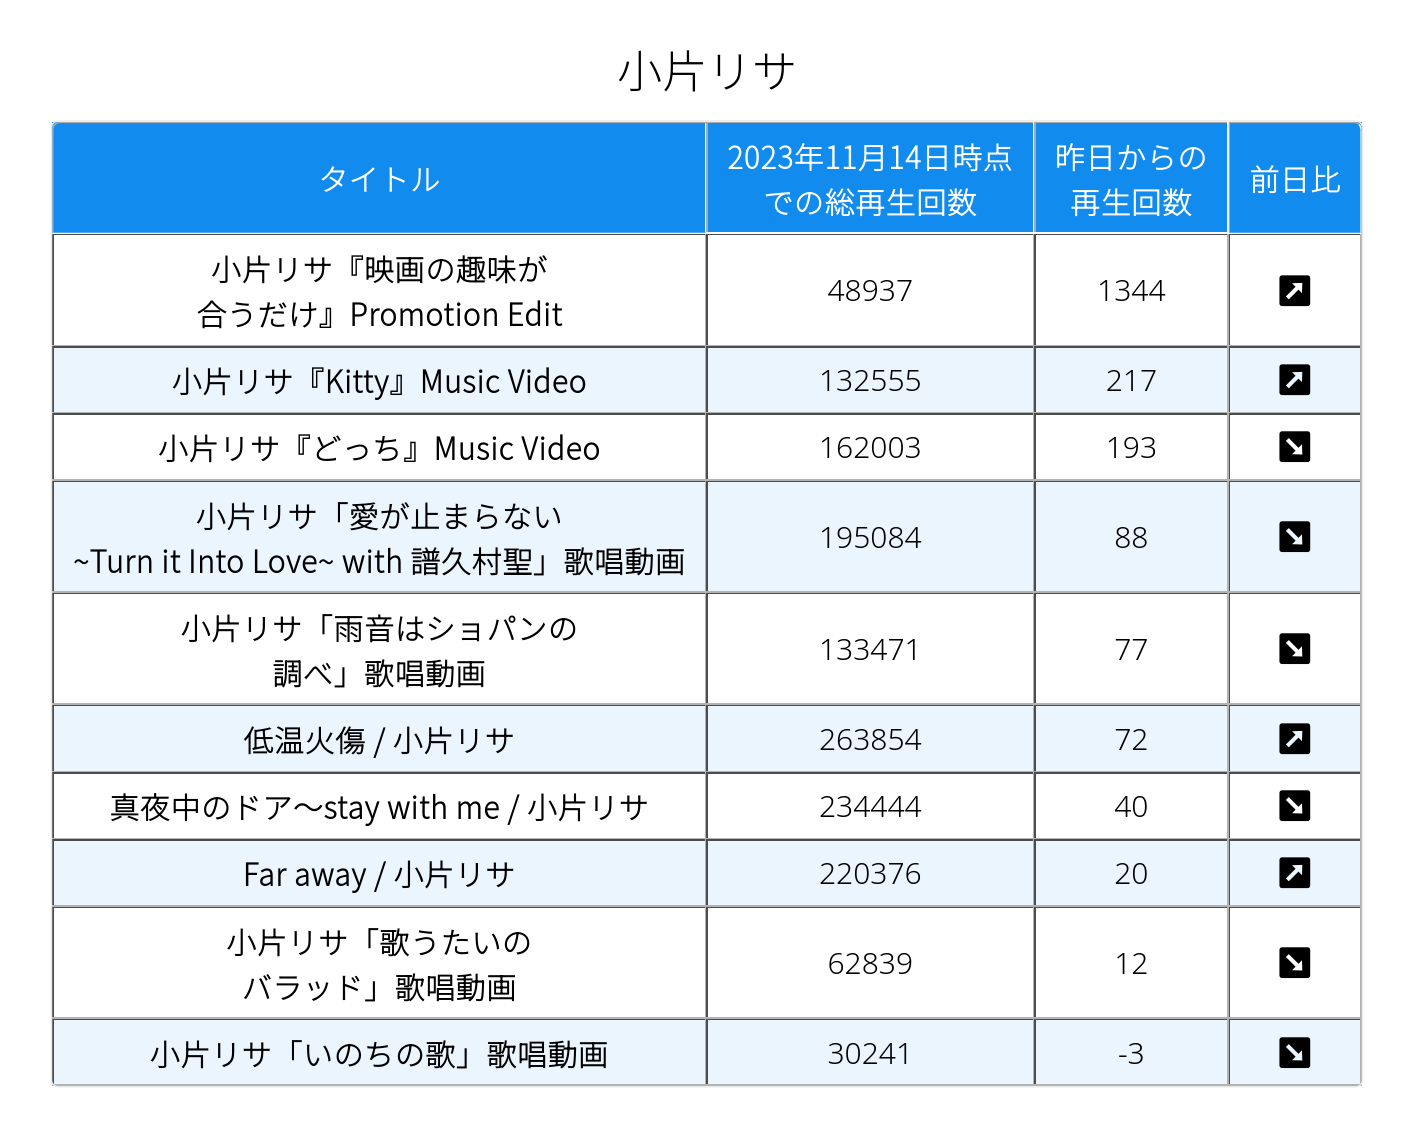 小片リサ
タイトル
2023年11月14日時点
での総再生回数
昨日からの
再生回数
前日比
小片リサ『映画の趣味が
合うだけ』Promotion Edit
48937
1344
小片リサ『Kitty』Music Video
132555
217
小片リサ『どっち』Music Video
162003
193
小片リサ「愛が止まらない
~Turn it Into Love~ with 譜久村聖」歌唱動画
195084
88
小片リサ「雨音はショパンの
調べ」歌唱動画
133471
77
低温火傷 / 小片リサ
263854
72
真夜中のドア〜stay with me / 小片リサ
234444
40
Far away / 小片リサ
220376
20
小片リサ「歌うたいの
バラッド」歌唱動画
62839
12
小片リサ「いのちの歌」歌唱動画
30241
-3